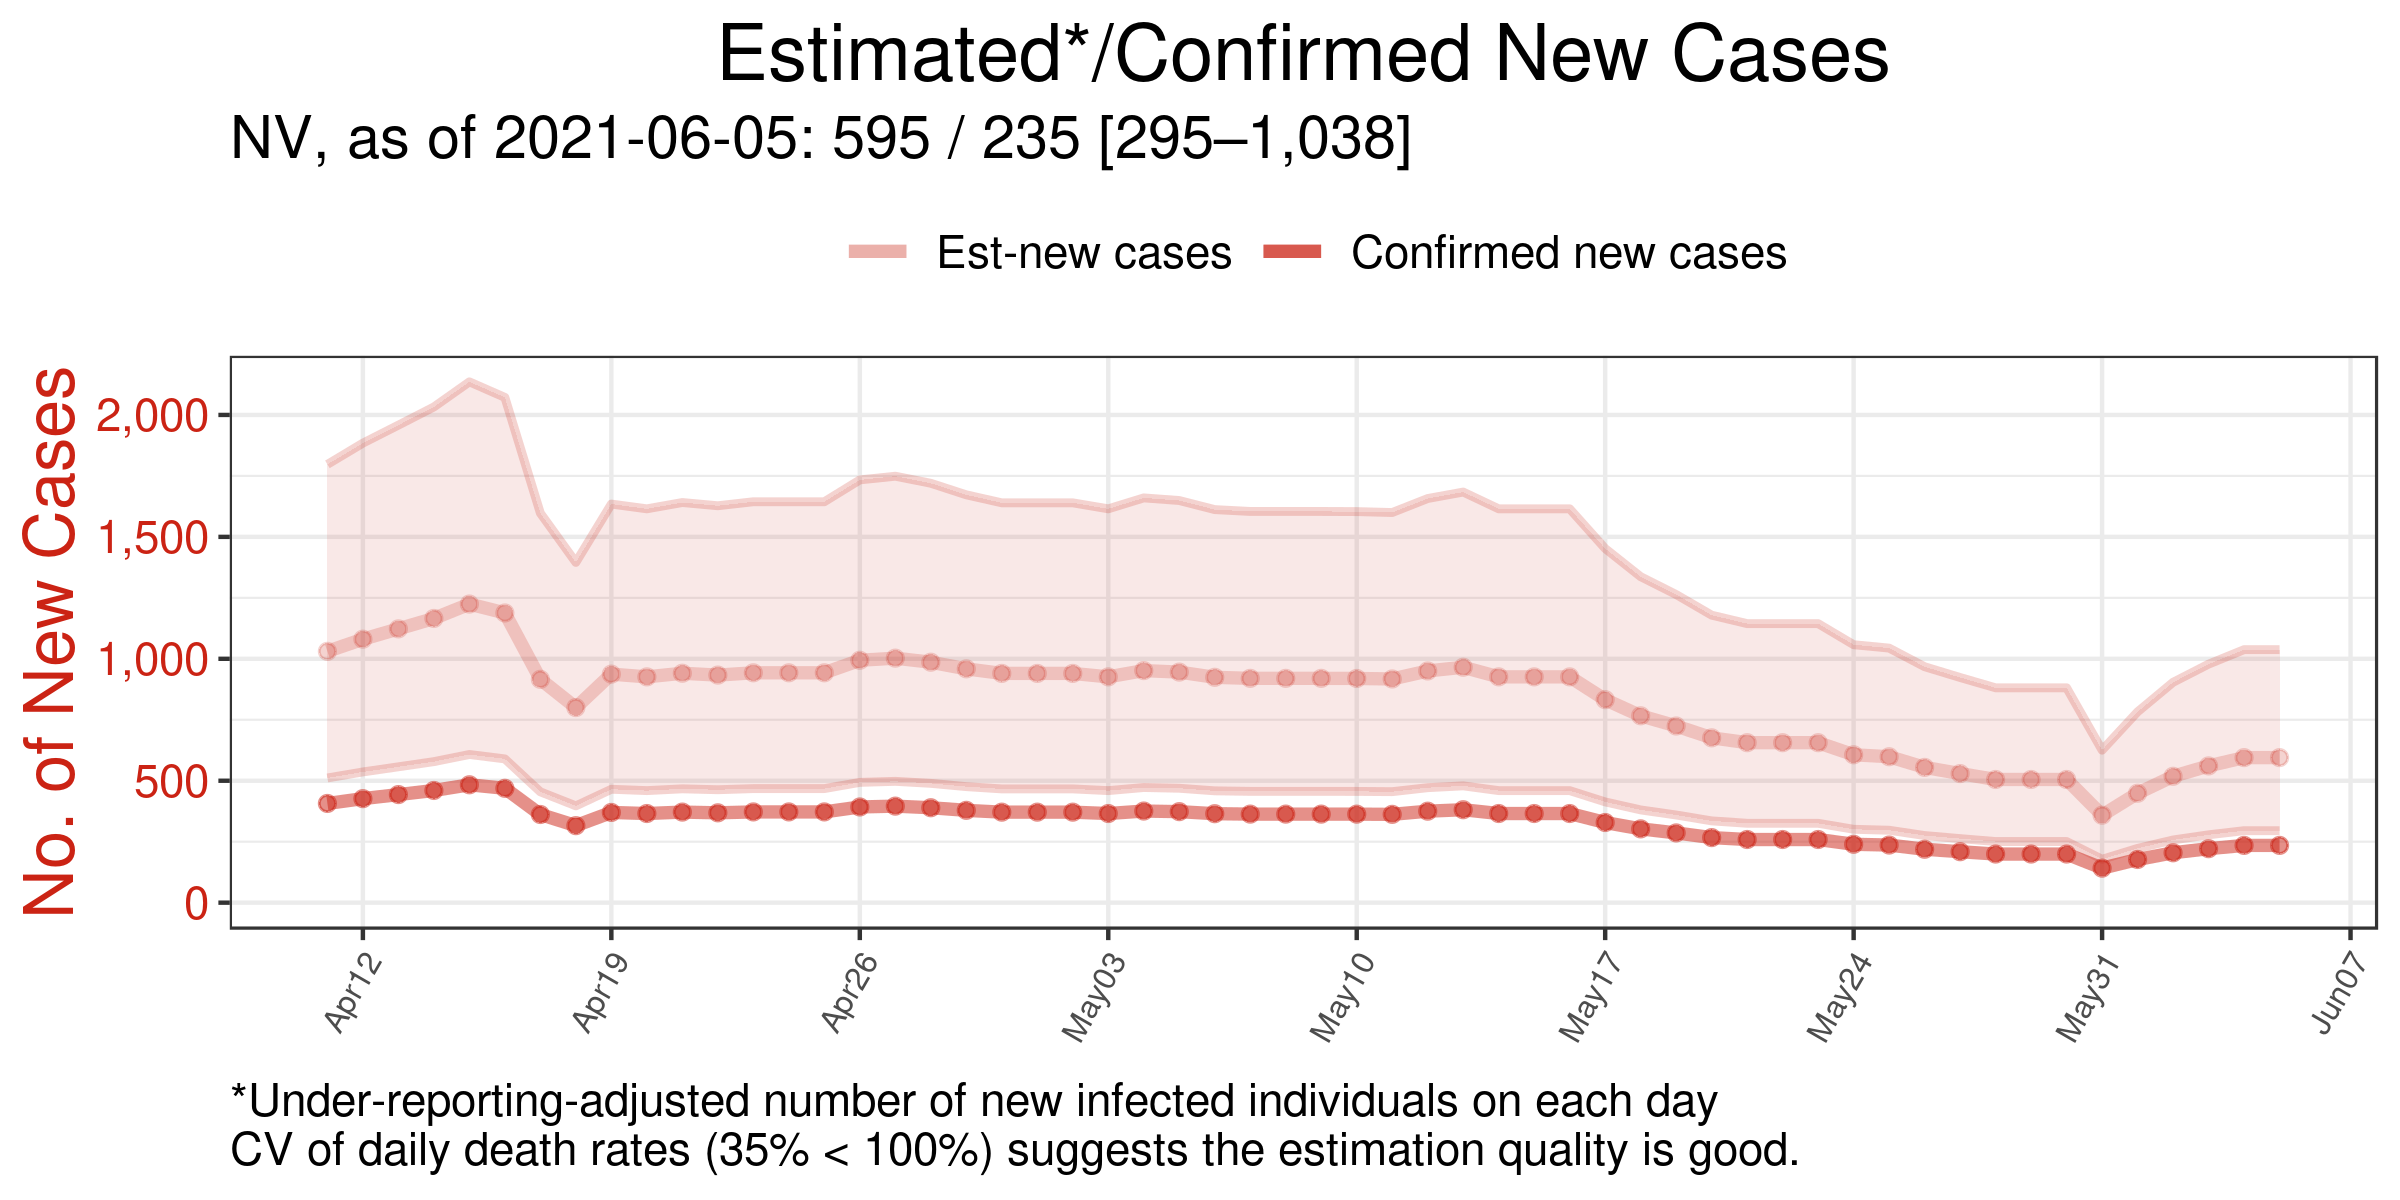 Estimated*/Confirmed New Cases
NV, as of 2021-06-05: 595 / 235 [295–1,038]
Est-new cases Confirmed new cases
No. of New Cases
2,000
1,500
1,000
500
0
Apr12 Apr19 Apr26 May03 May10 May17 May24 May31 Jun07
*Under-reporting-adjusted number of new infected individuals on each day
CV of daily death rates (35% < 100%) suggests the estimation quality is good.